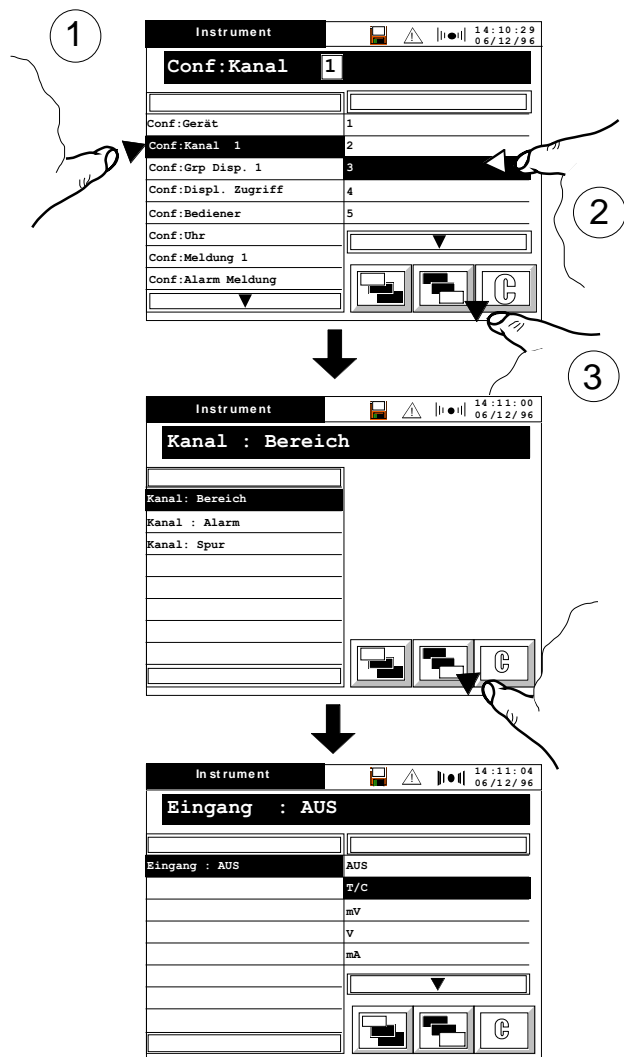 1
Instrument
14:10:29
06/12/96
Conf:Kanal 1
Conf:Gerät
1
Conf:Kanal 1
2
Conf:Grp Disp. 1
3
Conf:Displ. Zugriff
4
Conf:Bediener
5
Conf:Uhr
Conf:Meldung 1
Conf:Alarm Meldung
C
2
3
Instrument
14:11:00
06/12/96
Kanal : Bereich
Kanal: Bereich
Kanal : Alarm
Kanal: Spur
C
Instrument
14:11:04
06/12/96
Eingang : AUS
Eingang : AUS
AUS
T/C
mV
V
mA
C